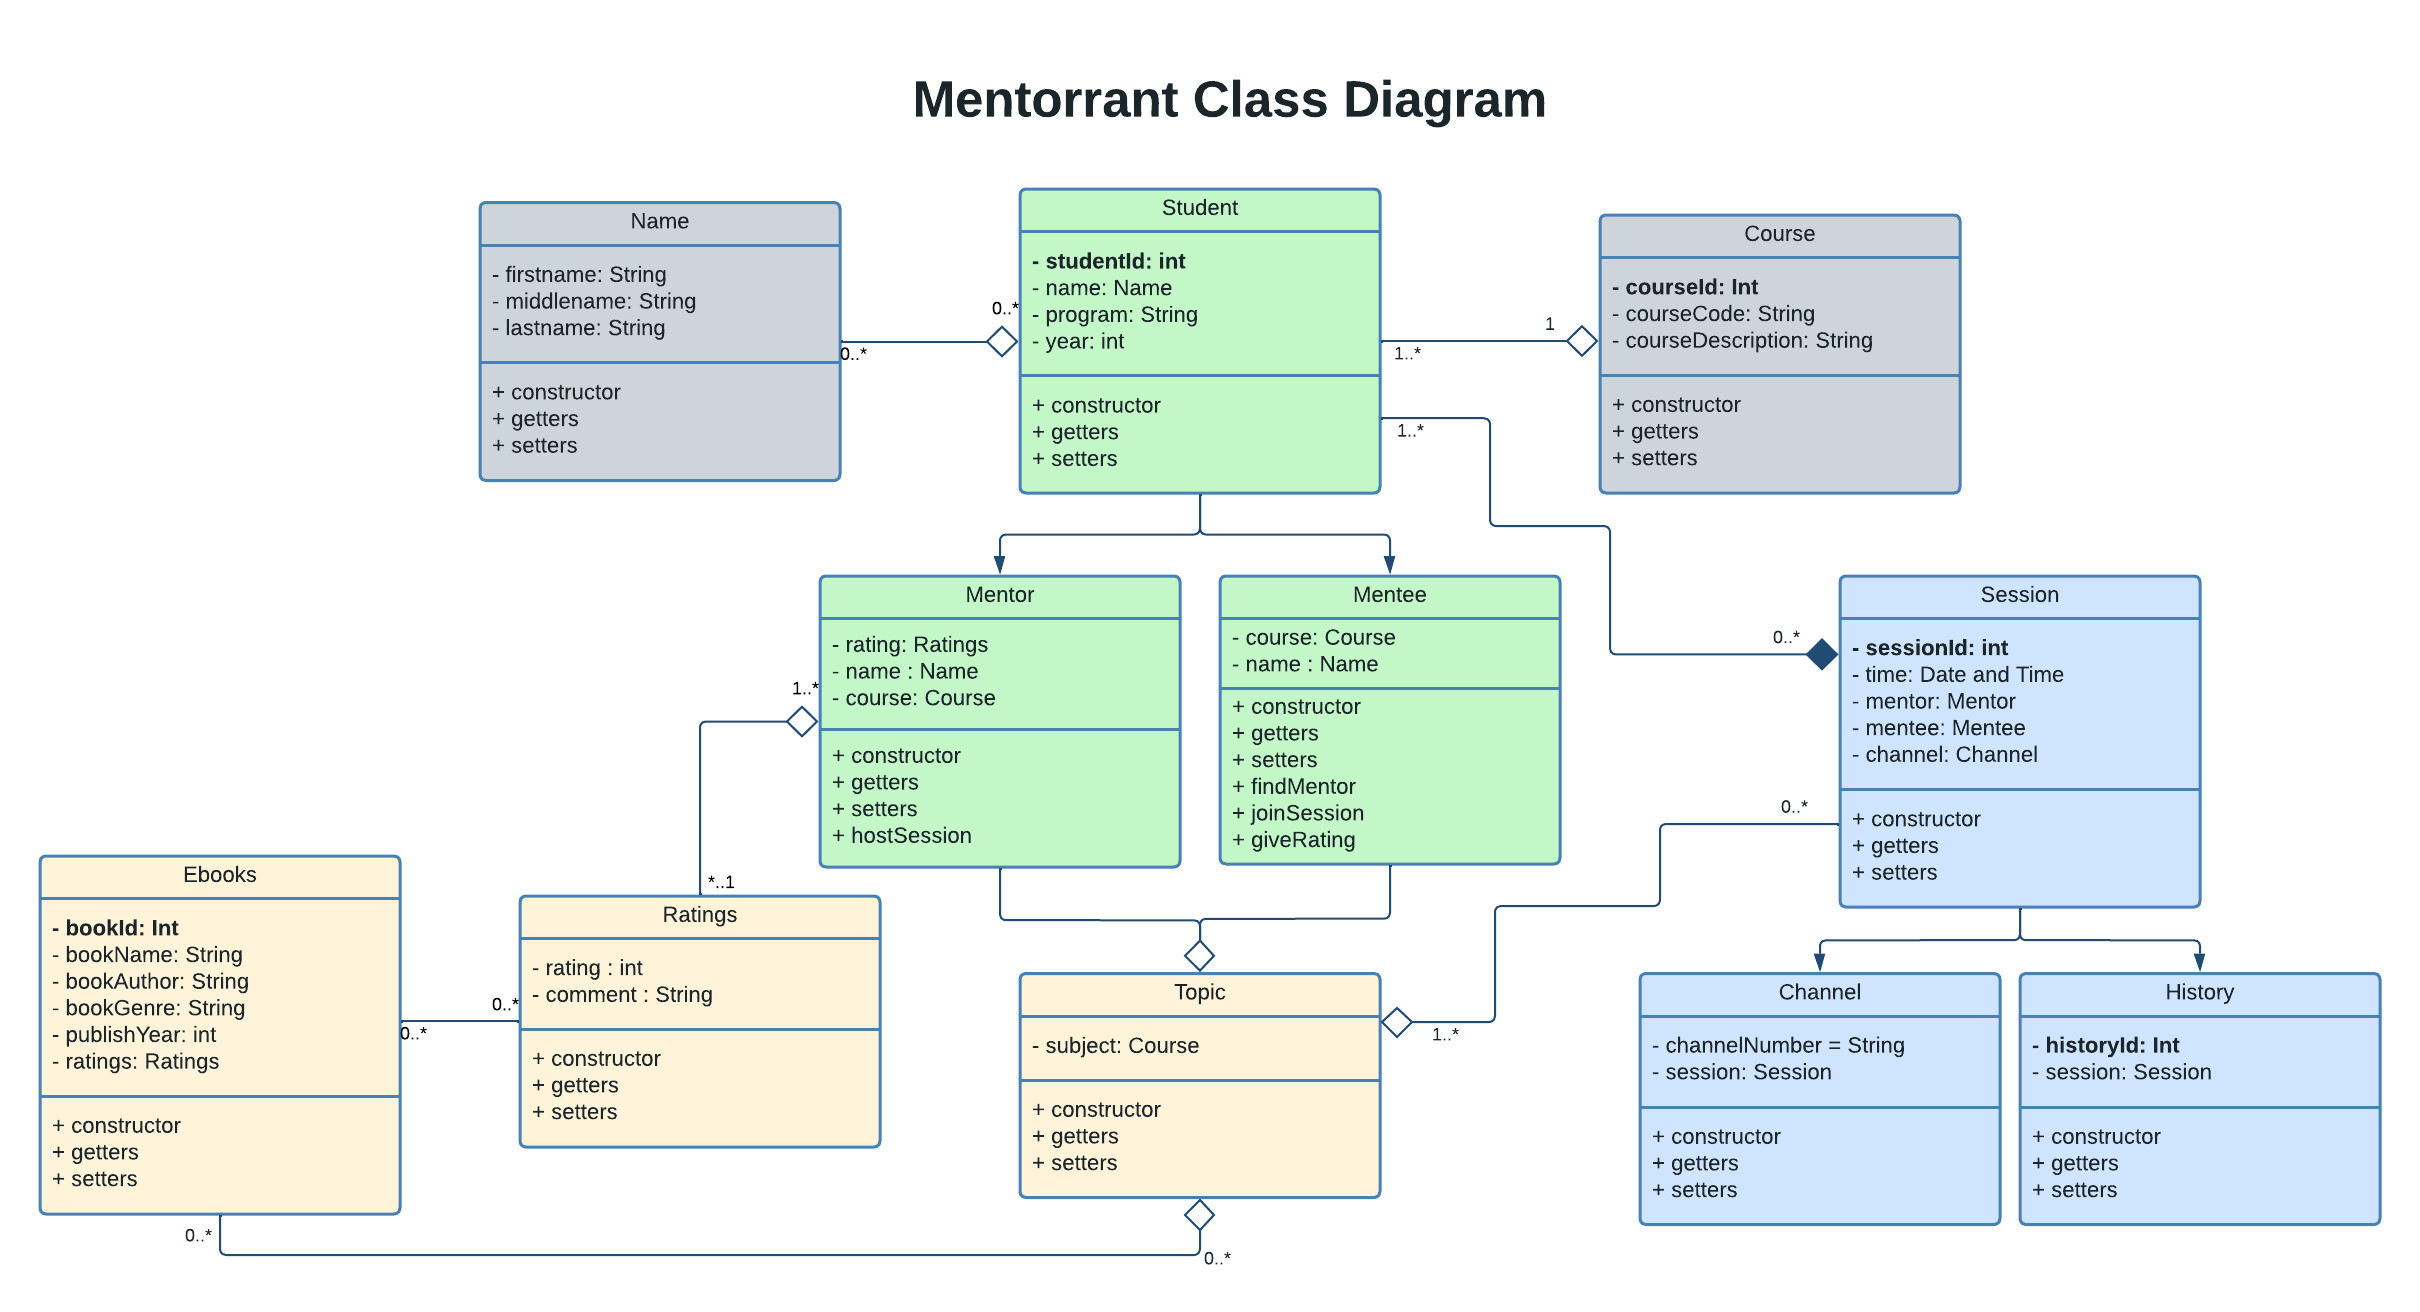 Mentorrant Class Diagram
Name
- firstname: String
- middlename: String
- lastname: String
+ constructor
+ getters
+ setters
0..*
0..*
Student
- studentId: int
- name: Name
- program: String
- year: int
+ constructor
+ getters
+ setters
1..*
1
1..*
Course
- courseId: Int
- courseCode: String
- courseDescription: String
+ constructor
+ getters
+ setters
Mentor
- rating: Ratings
- name : Name
- course: Course
+ constructor
+ getters
+ setters
+ hostSession
1..*
*..1
Mentee
- course: Course
- name : Name
+ constructor
+ getters
+ setters
+ findMentor
+ joinSession
+ giveRating
0..*
Session
- sessionId: int
- time: Date and Time
- mentor: Mentor
- mentee: Mentee
- channel: Channel
+ constructor
+ getters
+ setters
0..*
Ebooks
- bookId: Int
- bookName: String
- bookAuthor: String
- bookGenre: String
- publishYear: int
- ratings: Ratings
+ constructor
+ getters
+ setters
0..*
0..*
0..*
Ratings
- rating : int
- comment : String
+ constructor
+ getters
+ setters
Topic
- subject: Course
+ constructor
+ getters
+ setters
1..*
0..*
Channel
- channelNumber = String
- session: Session
+ constructor
+ getters
+ setters
History
- historyId: Int
- session: Session
+ constructor
+ getters
+ setters